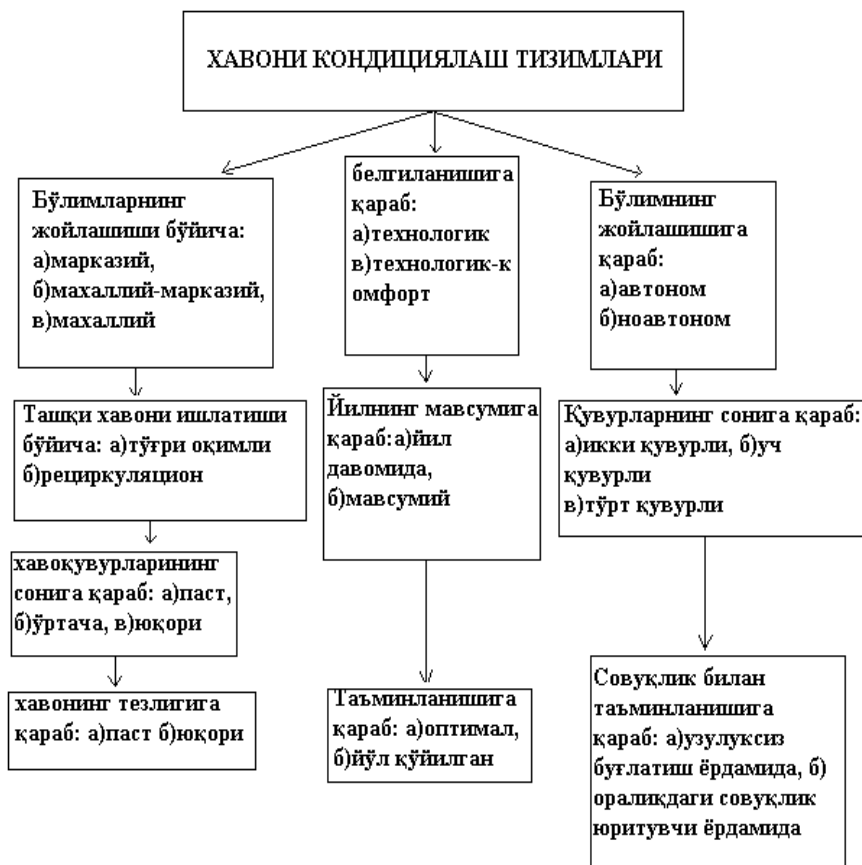 ХАВОНИ КОНДИЦИЯЛАШ ТИЗИМЛАРИ
Бўлимларнинг
жойлашиши бўйича:
а)марказий,
б)махаллий-марказий,
в)махаллий
белгиланишига
қараб:
а)технологик
в)технологик-к
омфорт
Бўлимнинг
жойлашишига
қараб:
а)автоном
б)ноавтоном
Ташқи хавони ишлатиши
бўйича: а)тўғри оқимли
б)рециркуляцион
Йилнинг мавсумига
қараб:а)йил
давомида,
б)мавсумий
Қувурларнинг сонига қараб:
а)икки қувурли, б)уч
қувурли
в)тўрт қувурли
хавоқувурларининг
сонига қараб: а)паст,
б)ўртача, в)юқори
хавонинг тезлигига
қараб: а)паст б)юқори
Таъминланишига
қараб: а)оптимал,
б)йўл қўйилган
Совуқлик билан
таъминланишига
қараб: а)узулуксиз
буғлатиш ёрдамида, б)
оралиқдаги совуқлик
юритувчи ёрдамида